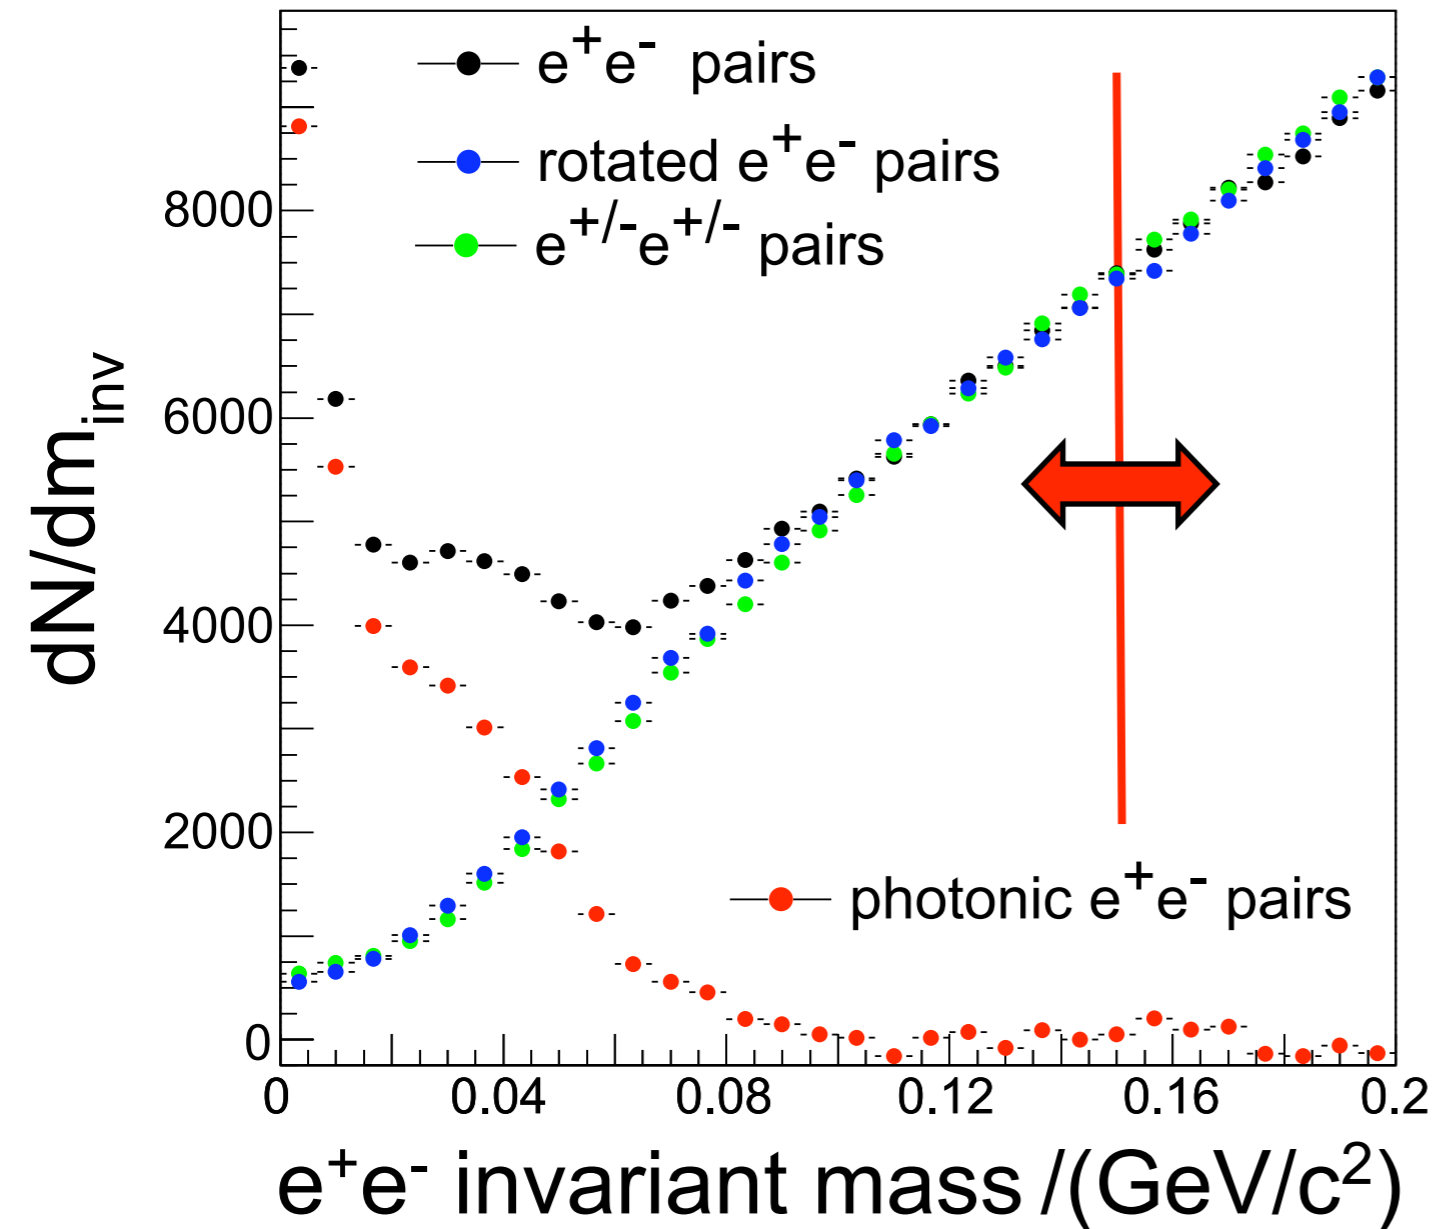 e⁺e⁻ pairs
rotated e⁺e⁻ pairs
e⁺/⁻e⁺/⁻ pairs
8000
6000
4000
2000
0
dN/dm_inv
photonic e⁺e⁻ pairs
0 0.04 0.08 0.12 0.16 0.2
e⁺e⁻ invariant mass /(GeV/c²)